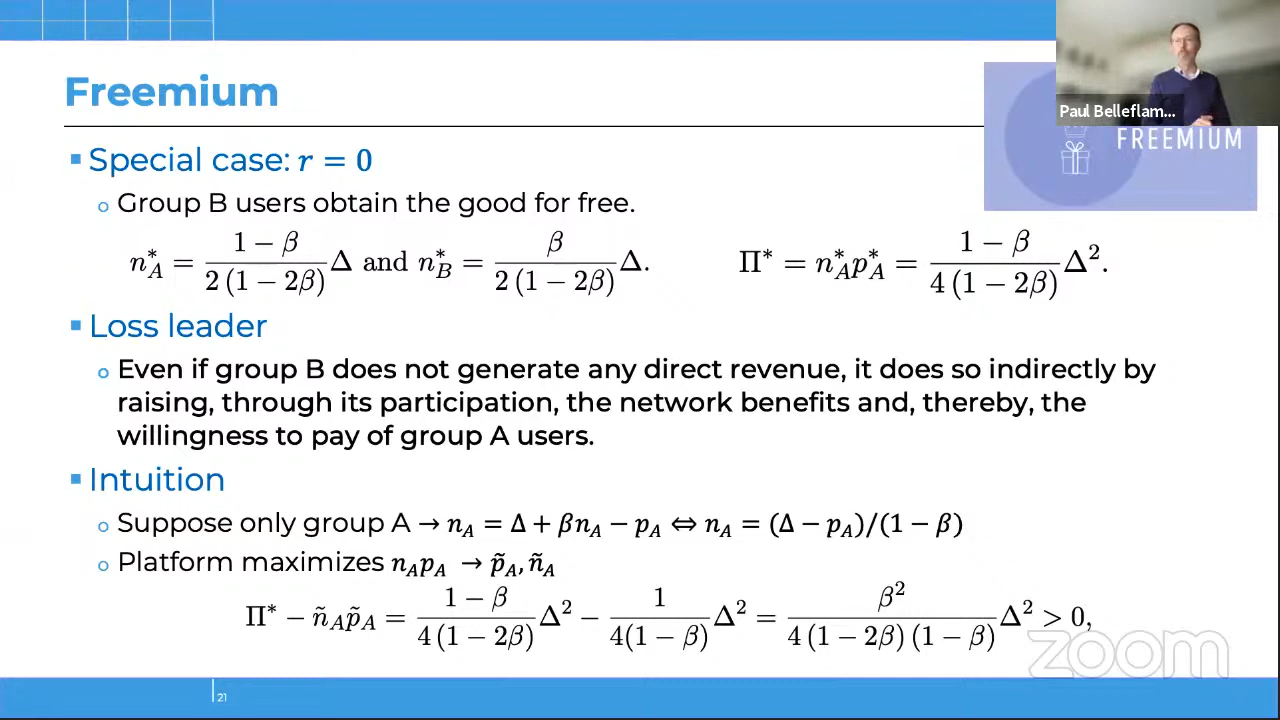 Paul Belleflam...
FREEMIUM
Freemium
Special case: r = 0
Group B users obtain the good for free.
n*_A = (1 − β) / (2 (1 − 2β)) Δ and n*_B = β / (2 (1 − 2β)) Δ. Π* = n*_A p*_A = (1 − β) / (4 (1 − 2β)) Δ².
Loss leader
Even if group B does not generate any direct revenue, it does so indirectly by
raising, through its participation, the network benefits and, thereby, the
willingness to pay of group A users.
Intuition
Suppose only group A → n_A = Δ + βn_A − p_A ⇔ n_A = (Δ − p_A)/(1 − β)
Platform maximizes n_A p_A → p̃_A, ñ_A
Π* − ñ_A p̃_A = (1 − β) / (4 (1 − 2β)) Δ² − 1 / (4(1 − β)) Δ² = β² / (4 (1 − 2β) (1 − β)) Δ² > 0,
zoom
21